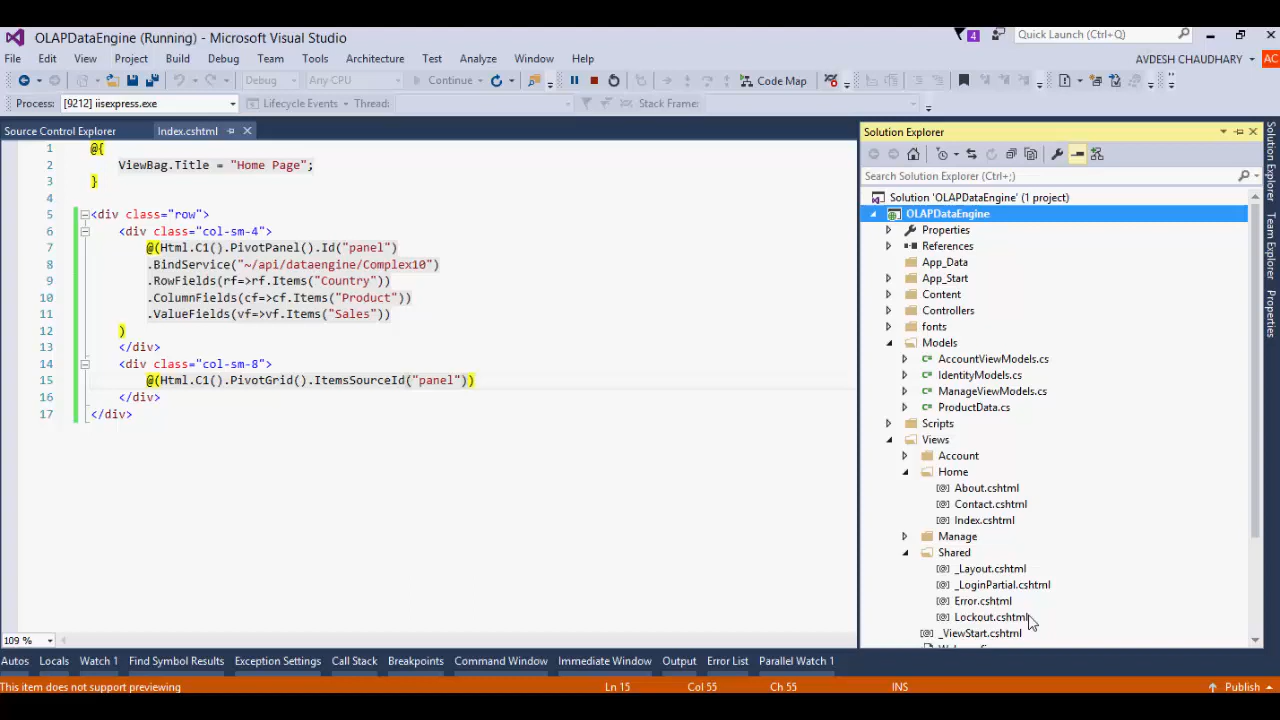 OLAPDataEngine (Running) - Microsoft Visual Studio
4
Quick Launch (Ctrl+Q)
File Edit View Project Build Debug Team Tools Architecture Test Analyze Window Help
AVDESH CHAUDHARY AC
Debug Any CPU Continue Code Map
Process: [9212] iisexpress.exe Lifecycle Events Thread: Stack Frame:
Source Control Explorer Index.cshtml
1 @{
2 ViewBag.Title = "Home Page";
3 }
4
5 <div class="row">
6 <div class="col-sm-4">
7 @(Html.C1().PivotPanel().Id("panel")
8 .BindService("~/api/dataengine/Complex10")
9 .RowFields(rf=>rf.Items("Country"))
10 .ColumnFields(cf=>cf.Items("Product"))
11 .ValueFields(vf=>vf.Items("Sales"))
12 )
13 </div>
14 <div class="col-sm-8">
15 @(Html.C1().PivotGrid().ItemsSourceId("panel"))
16 </div>
17 </div>
109 %
Solution Explorer
Search Solution Explorer (Ctrl+;)
Solution 'OLAPDataEngine' (1 project)
OLAPDataEngine
Properties
References
App_Data
App_Start
Content
Controllers
fonts
Models
AccountViewModels.cs
IdentityModels.cs
ManageViewModels.cs
ProductData.cs
Scripts
Views
Account
Home
About.cshtml
Contact.cshtml
Index.cshtml
Manage
Shared
_Layout.cshtml
_LoginPartial.cshtml
Error.cshtml
Lockout.cshtml
_ViewStart.cshtml
Solution Explorer
Team Explorer
Properties
Autos Locals Watch 1 Find Symbol Results Exception Settings Call Stack Breakpoints Command Window Immediate Window Output Error List Parallel Watch 1
This item does not support previewing Ln 15 Col 55 Ch 55 INS Publish